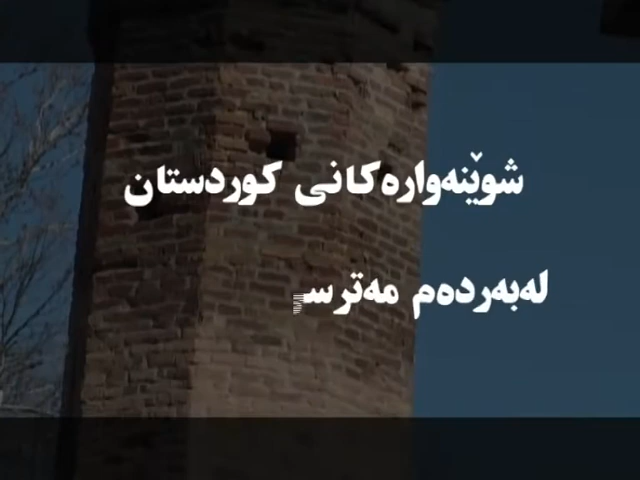 شوێنەوارەکانی کوردستان
لەبەردەم مەترسی